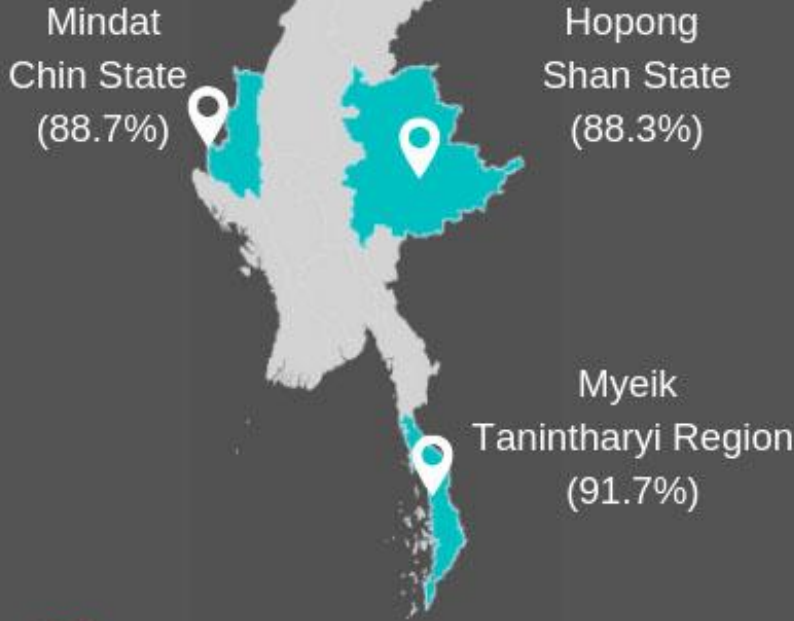 Mindat
Chin State
(88.7%)
Hopong
Shan State
(88.3%)
Myeik
Tanintharyi Region
(91.7%)